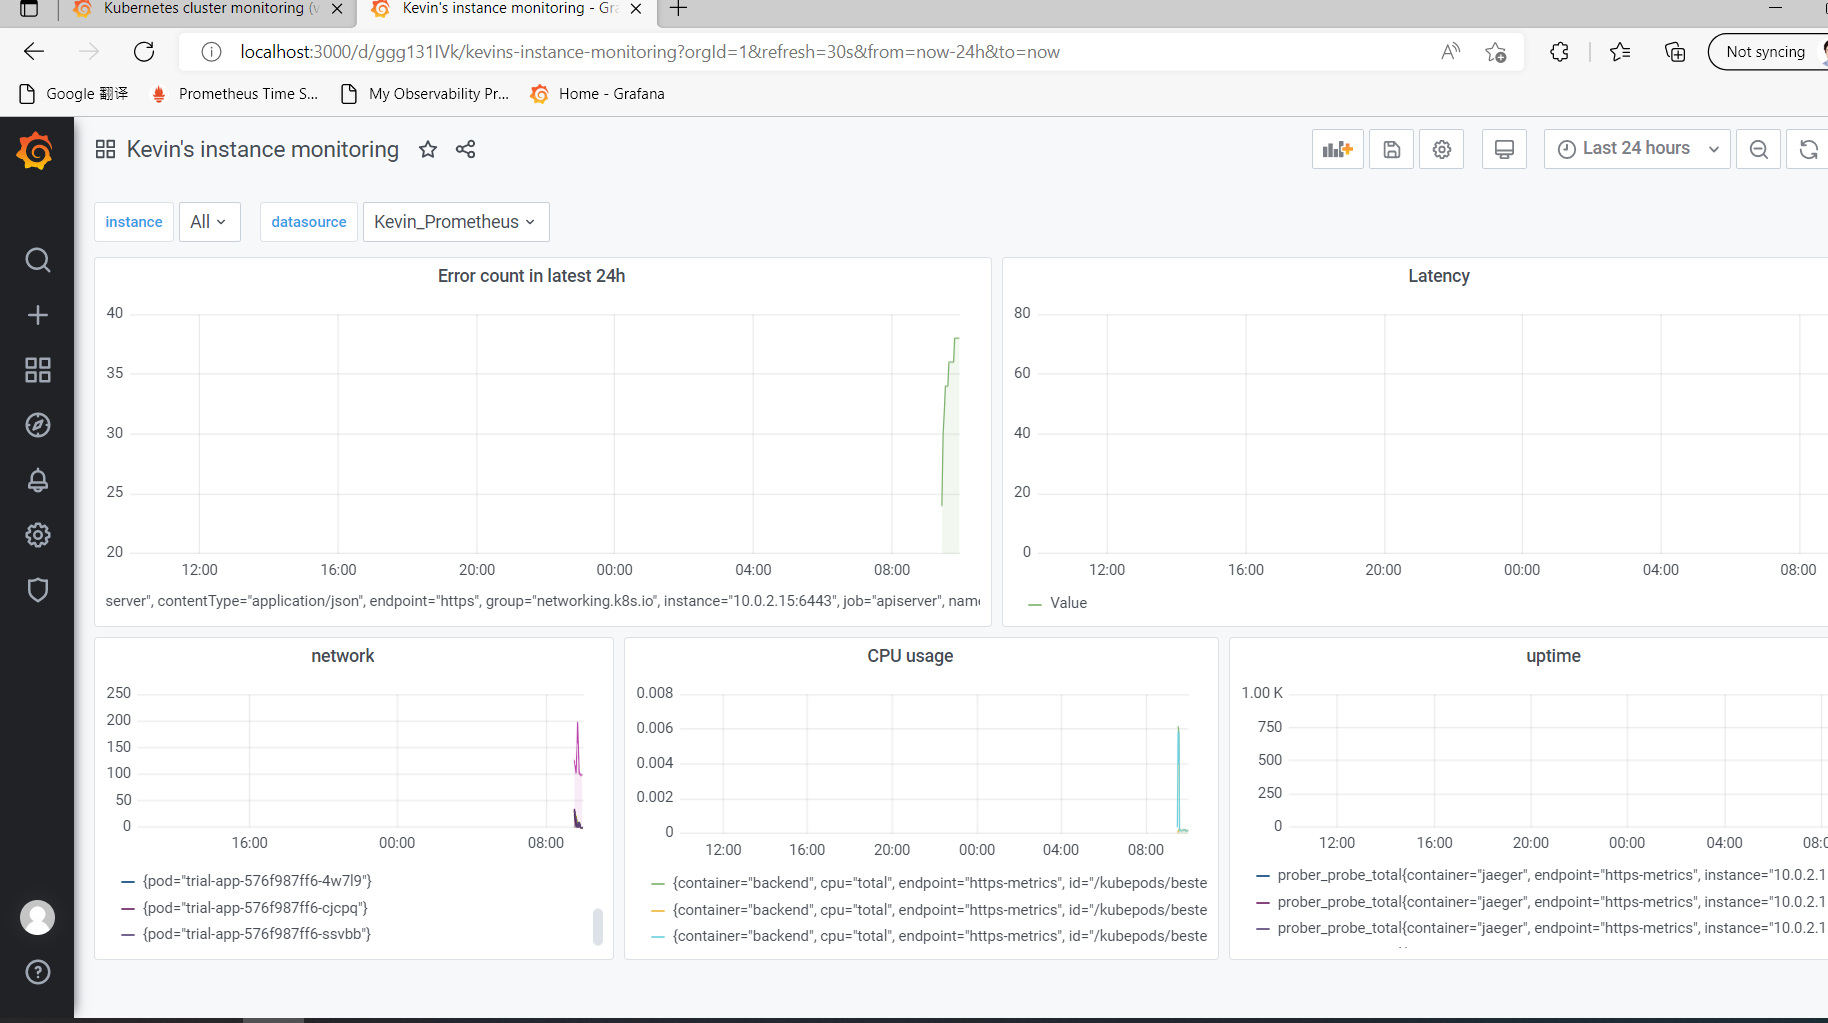 Kubernetes cluster monitoring (v
Kevin's instance monitoring - Gra
localhost:3000/d/ggg131IVk/kevins-instance-monitoring?orgId=1&refresh=30s&from=now-24h&to=now
Not syncing
Google 翻译
Prometheus Time S...
My Observability Pr...
Home - Grafana
Kevin's instance monitoring
Last 24 hours
instance
All
datasource
Kevin_Prometheus
Error count in latest 24h
40
35
30
25
20
12:00 16:00 20:00 00:00 04:00 08:00
server", contentType="application/json", endpoint="https", group="networking.k8s.io", instance="10.0.2.15:6443", job="apiserver", name
Latency
80
60
40
20
0
12:00 16:00 20:00 00:00 04:00 08:00
Value
network
250
200
150
100
50
0
16:00 00:00 08:00
{pod="trial-app-576f987ff6-4w7l9"}
{pod="trial-app-576f987ff6-cjcpq"}
{pod="trial-app-576f987ff6-ssvbb"}
CPU usage
0.008
0.006
0.004
0.002
0
12:00 16:00 20:00 00:00 04:00 08:00
{container="backend", cpu="total", endpoint="https-metrics", id="/kubepods/beste
{container="backend", cpu="total", endpoint="https-metrics", id="/kubepods/beste
{container="backend", cpu="total", endpoint="https-metrics", id="/kubepods/beste
uptime
1.00 K
750
500
250
0
12:00 16:00 20:00 00:00 04:00 08:0
prober_probe_total{container="jaeger", endpoint="https-metrics", instance="10.0.2.1
prober_probe_total{container="jaeger", endpoint="https-metrics", instance="10.0.2.1
prober_probe_total{container="jaeger", endpoint="https-metrics", instance="10.0.2.1